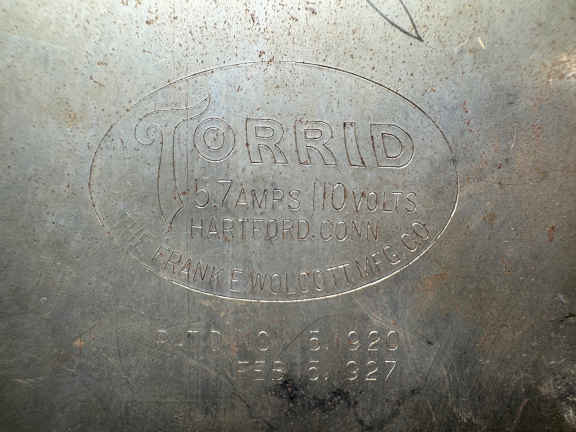 TORRID
5.7 AMPS 110 VOLTS
HARTFORD. CONN
THE FRANK E WOLCOTT MFG. CO.
PAT'D NOV 5, 1920
FEB 1927